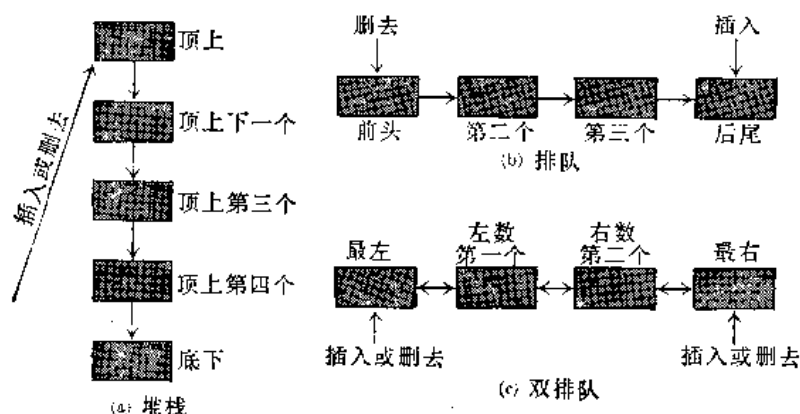 顶上
顶上下一个
顶上第三个
顶上第四个
底下
插入或删去
(a) 堆栈
删去
插入
前头
第二个
第三个
后尾
(b) 排队
最左
左数
第一个
右数
第二个
最右
插入或删去
插入或删去
(c) 双排队